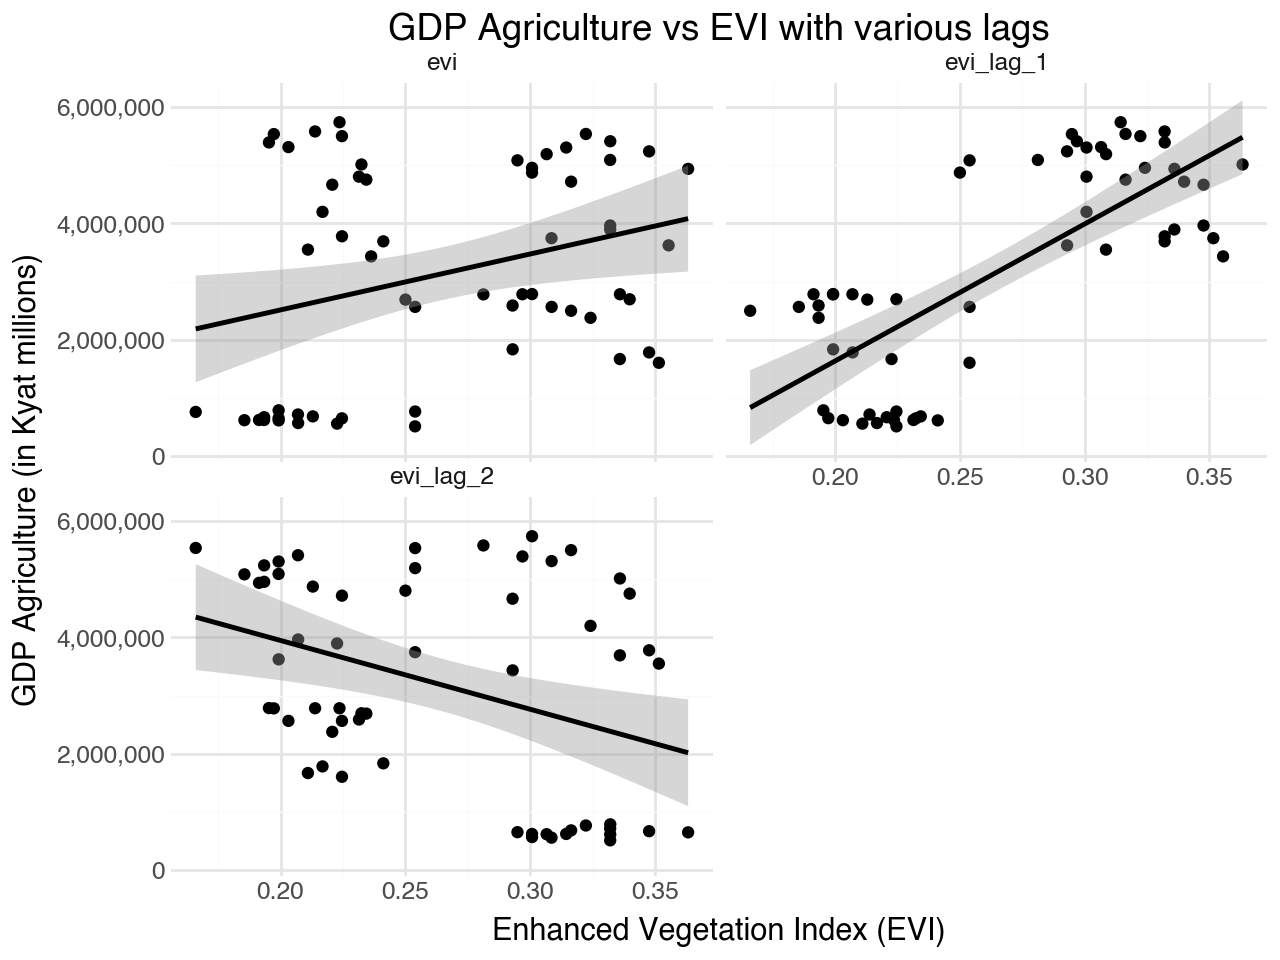 GDP Agriculture vs EVI with various lags
evi
evi_lag_1
6,000,000
4,000,000
2,000,000
0
0.20 0.25 0.30 0.35
evi_lag_2
6,000,000
4,000,000
2,000,000
0
0.20 0.25 0.30 0.35
GDP Agriculture (in Kyat millions)
Enhanced Vegetation Index (EVI)